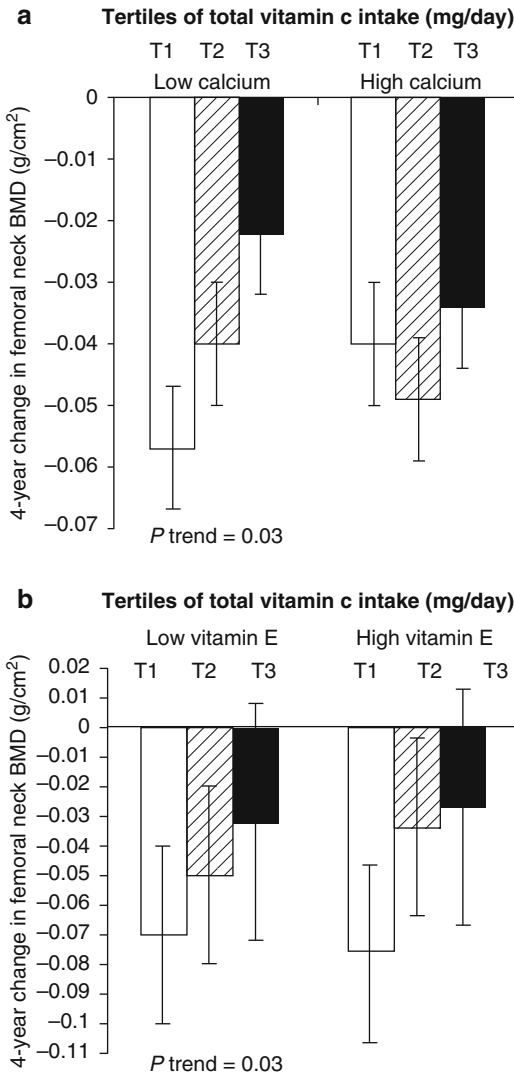 a Tertiles of total vitamin c intake (mg/day)
T1 T2 T3 T1 T2 T3
Low calcium High calcium
4-year change in femoral neck BMD (g/cm²)
0
–0.01
–0.02
–0.03
–0.04
–0.05
–0.06
–0.07
P trend = 0.03
b Tertiles of total vitamin c intake (mg/day)
Low vitamin E High vitamin E
T1 T2 T3 T1 T2 T3
4-year change in femoral neck BMD (g/cm²)
0.02
0.01
0
–0.01
–0.02
–0.03
–0.04
–0.05
–0.06
–0.07
–0.08
–0.09
–0.1
–0.11
P trend = 0.03